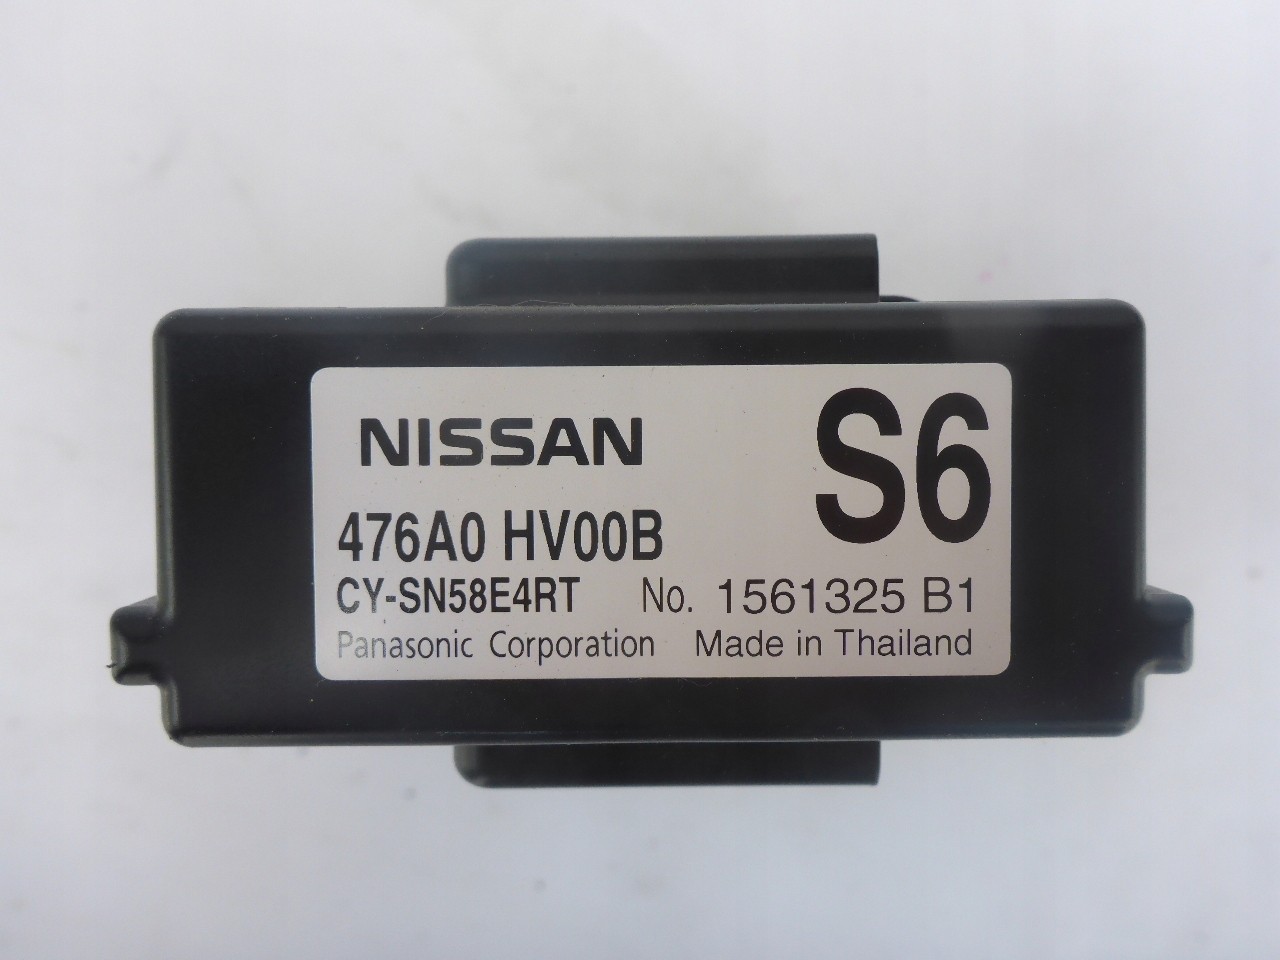 NISSAN
S6
476A0 HV00B
CY-SN58E4RT No. 1561325 B1
Panasonic Corporation Made in Thailand